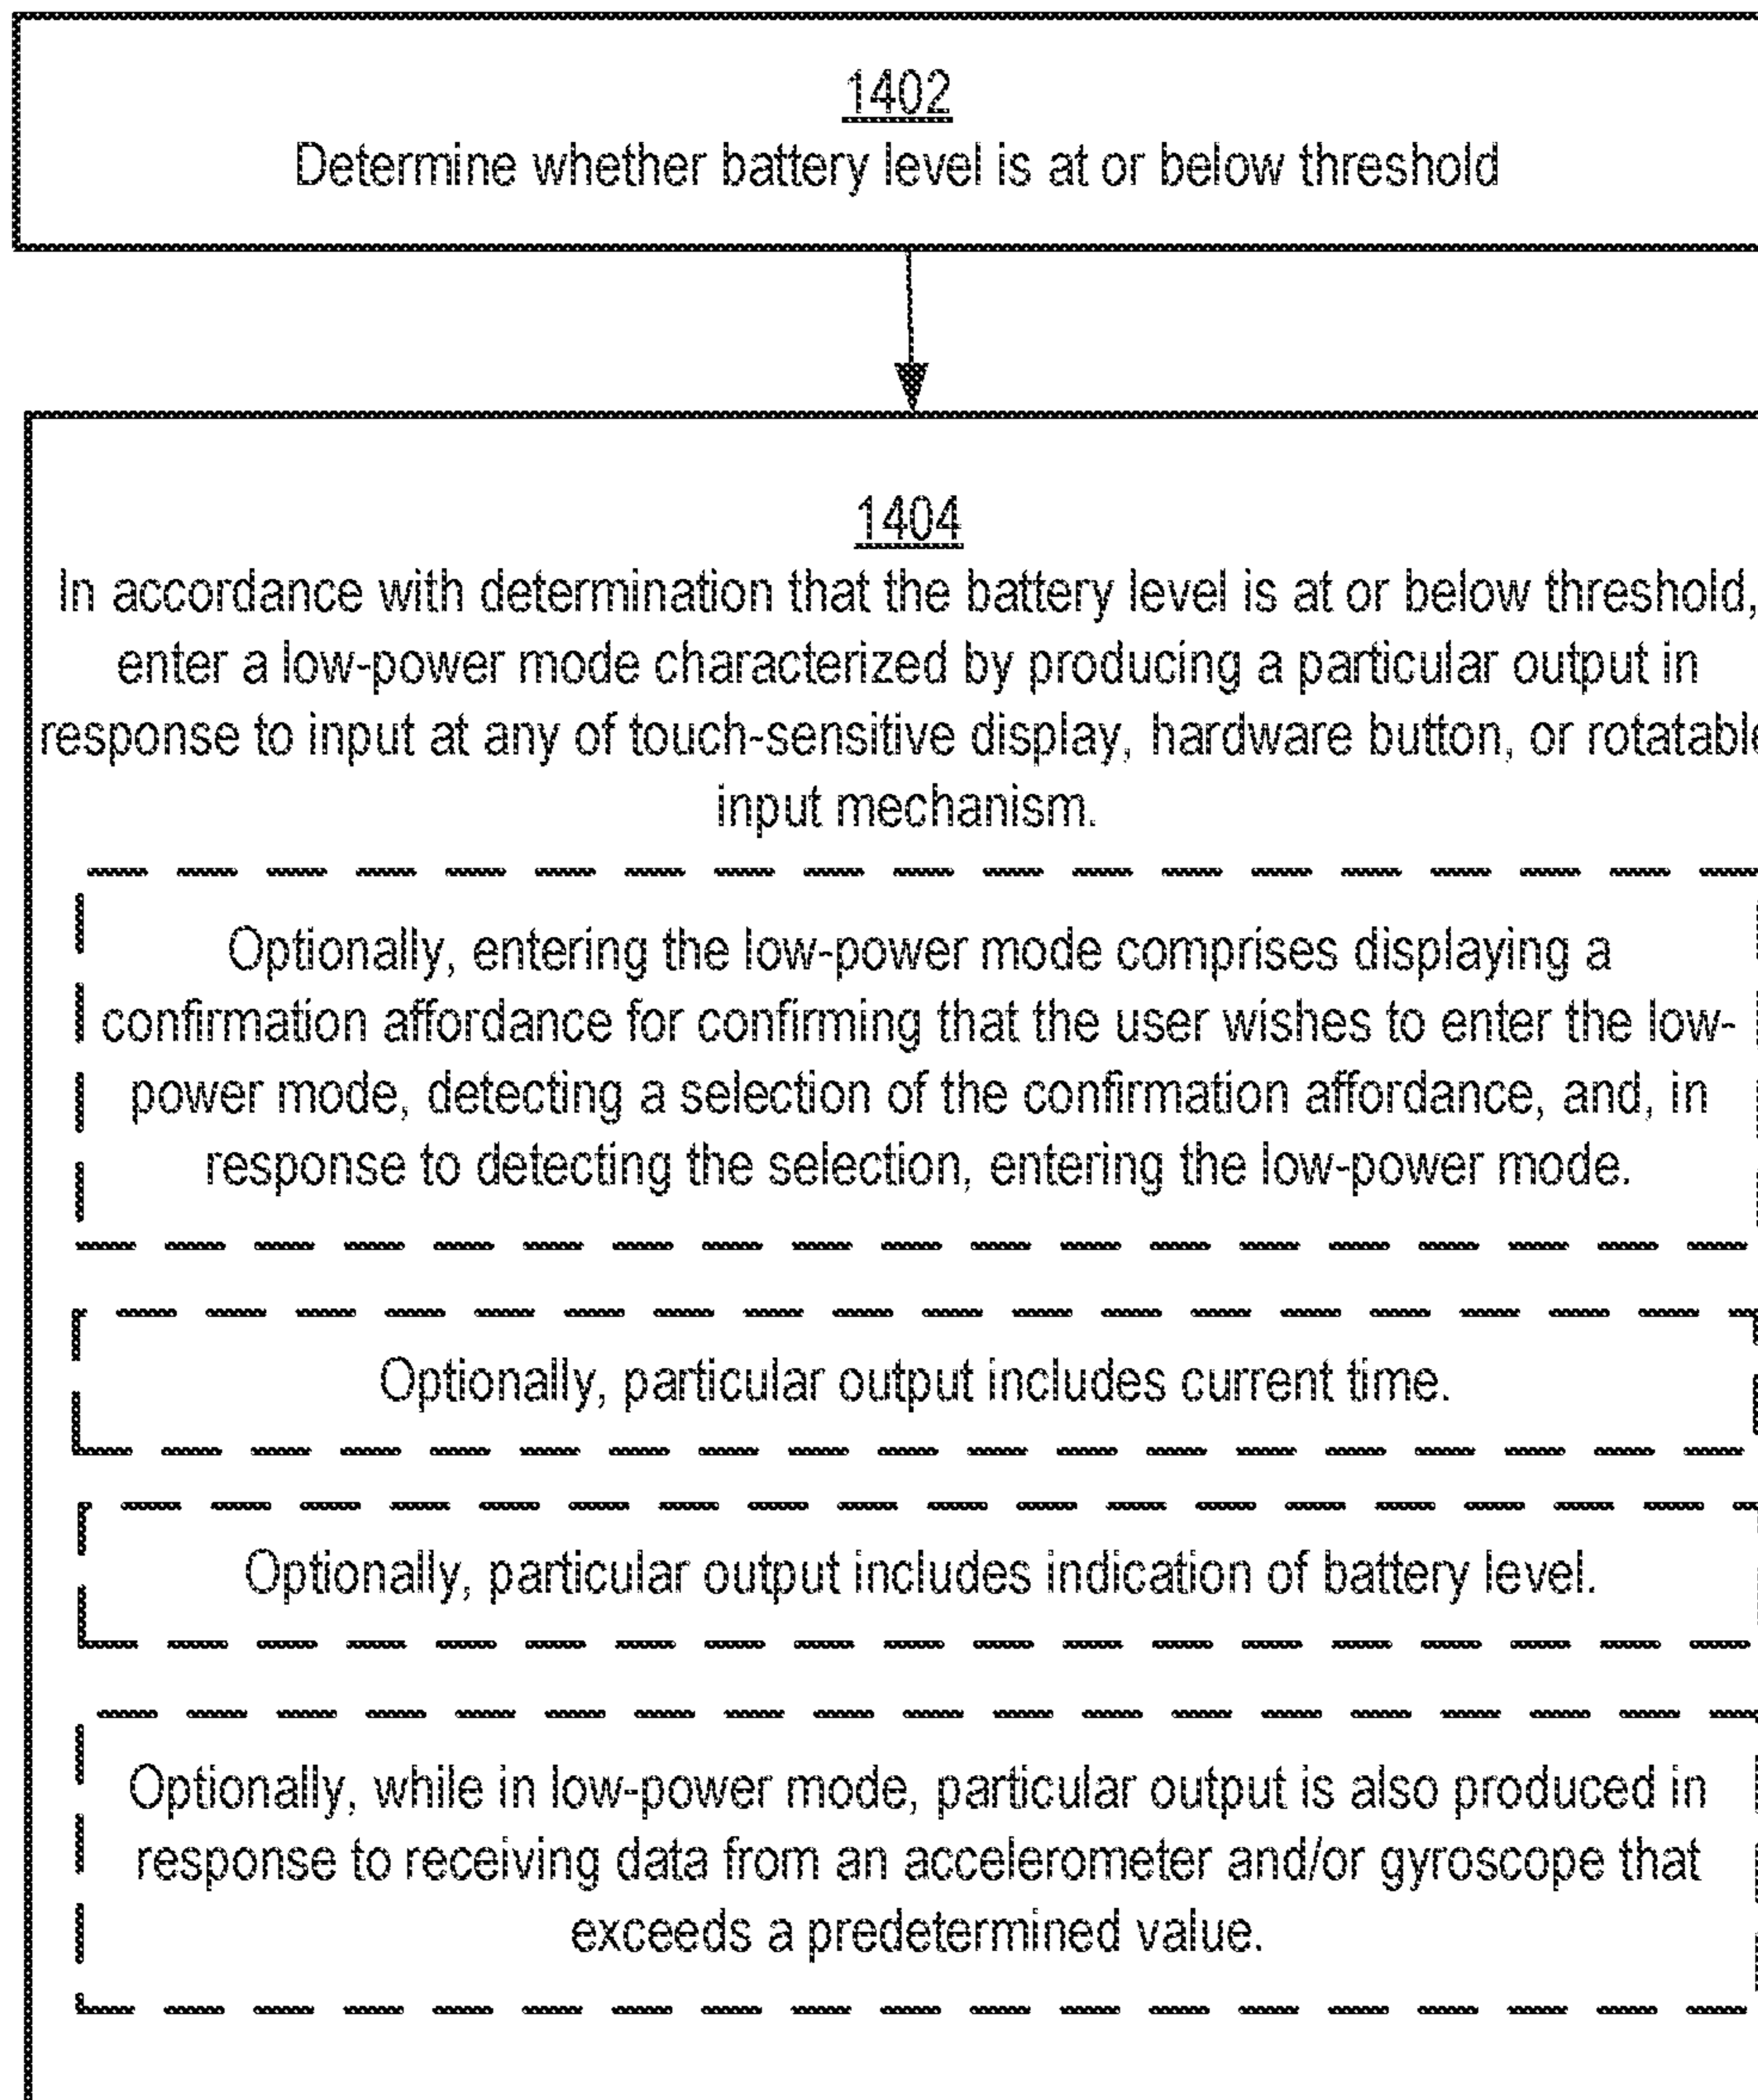 1402
Determine whether battery level is at or below threshold
1404
In accordance with determination that the battery level is at or below threshold,
enter a low-power mode characterized by producing a particular output in
response to input at any of touch-sensitive display, hardware button, or rotatable
input mechanism.
Optionally, entering the low-power mode comprises displaying a
confirmation affordance for confirming that the user wishes to enter the low-
power mode, detecting a selection of the confirmation affordance, and, in
response to detecting the selection, entering the low-power mode.
Optionally, particular output includes current time.
Optionally, particular output includes indication of battery level.
Optionally, while in low-power mode, particular output is also produced in
response to receiving data from an accelerometer and/or gyroscope that
exceeds a predetermined value.